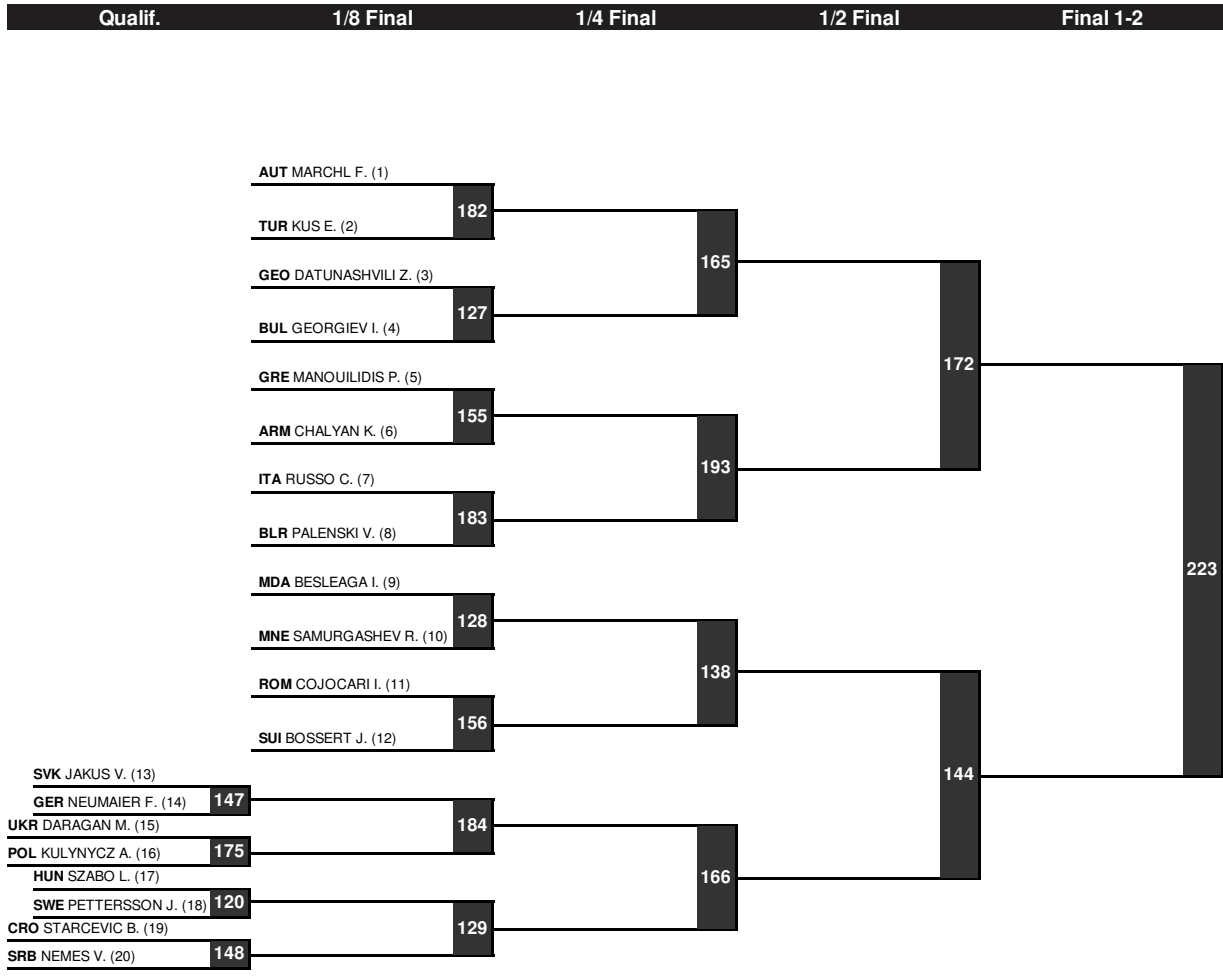 Qualif. 1/8 Final 1/4 Final 1/2 Final Final 1-2
AUT MARCHL F. (1)
182
TUR KUS E. (2)
165
GEO DATUNASHVILI Z. (3)
127
BUL GEORGIEV I. (4)
172
GRE MANOUILIDIS P. (5)
155
ARM CHALYAN K. (6)
193
ITA RUSSO C. (7)
183
BLR PALENSKI V. (8)
223
MDA BESLEAGA I. (9)
128
MNE SAMURGASHEV R. (10)
138
ROM COJOCARI I. (11)
156
SUI BOSSERT J. (12)
144
SVK JAKUS V. (13)
GER NEUMAIER F. (14) 147
UKR DARAGAN M. (15)
184
POL KULYNYCZ A. (16) 175
HUN SZABO L. (17)
166
SWE PETTERSSON J. (18) 120
CRO STARCEVIC B. (19)
129
SRB NEMES V. (20) 148